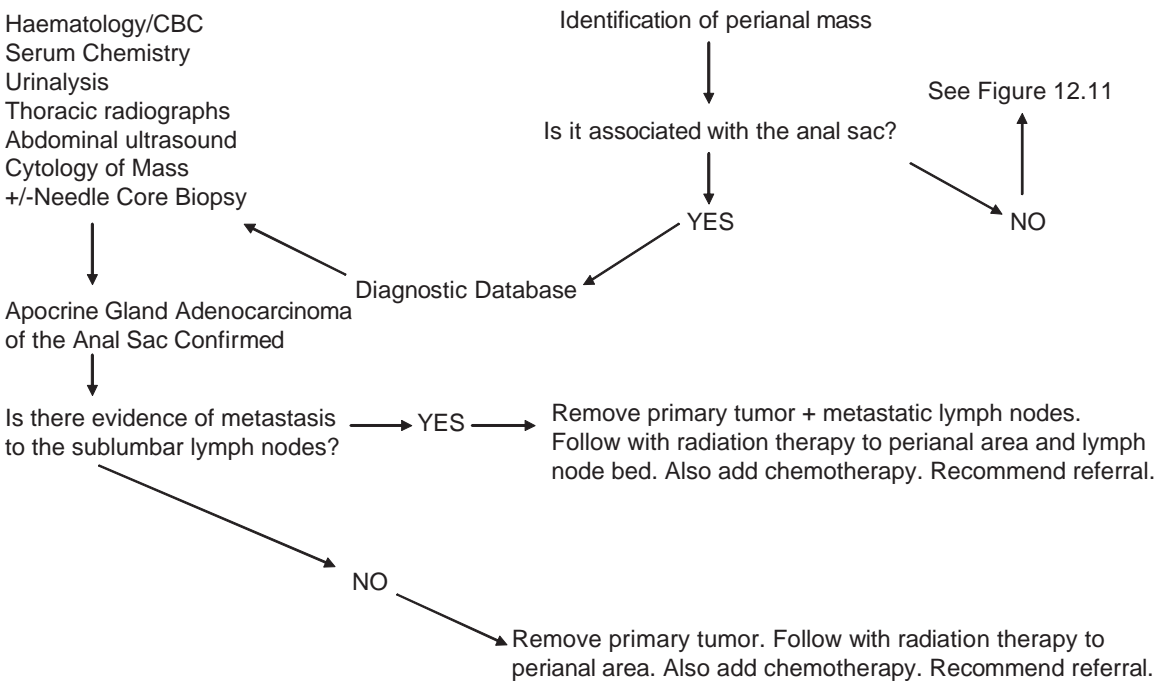 Identification of perianal mass
Is it associated with the anal sac?
See Figure 12.11
NO
YES
Diagnostic Database
Haematology/CBC
Serum Chemistry
Urinalysis
Thoracic radiographs
Abdominal ultrasound
Cytology of Mass
+/-Needle Core Biopsy
Apocrine Gland Adenocarcinoma
of the Anal Sac Confirmed
Is there evidence of metastasis
to the sublumbar lymph nodes?
YES
Remove primary tumor + metastatic lymph nodes.
Follow with radiation therapy to perianal area and lymph
node bed. Also add chemotherapy. Recommend referral.
NO
Remove primary tumor. Follow with radiation therapy to
perianal area. Also add chemotherapy. Recommend referral.